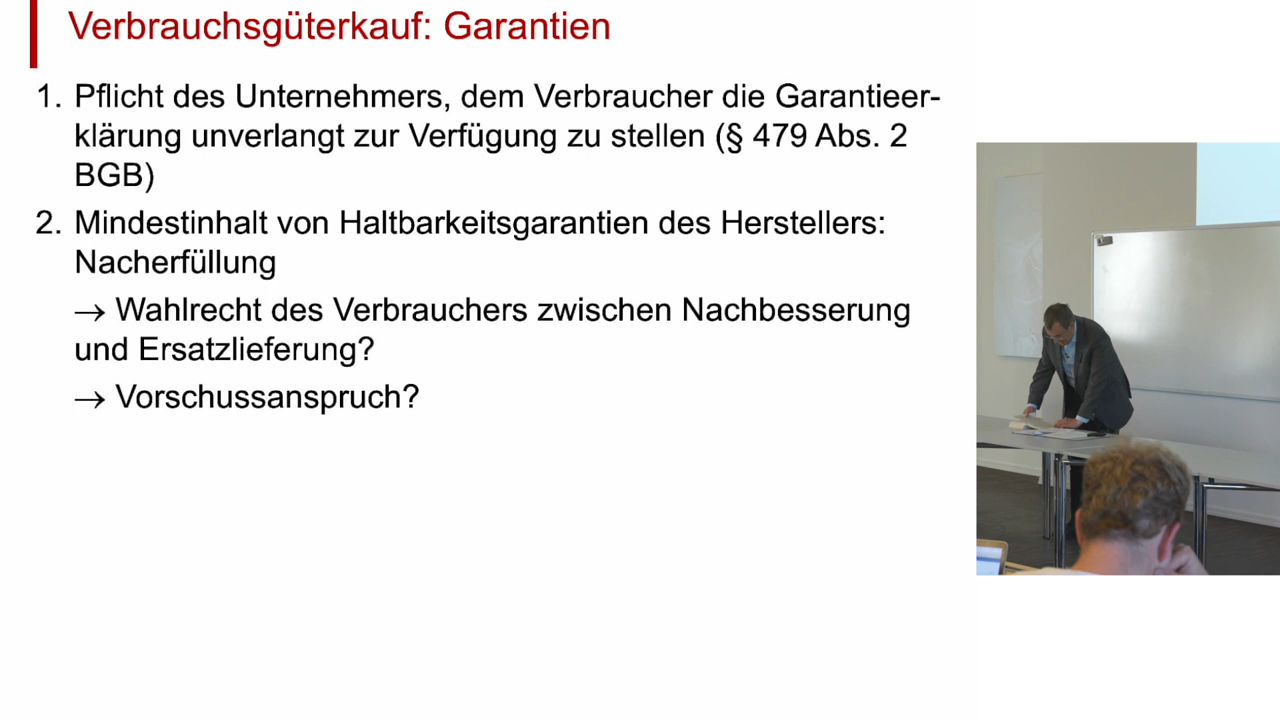 Verbrauchsgüterkauf: Garantien
1. Pflicht des Unternehmers, dem Verbraucher die Garantieer-
klärung unverlangt zur Verfügung zu stellen (§ 479 Abs. 2
BGB)
2. Mindestinhalt von Haltbarkeitsgarantien des Herstellers:
Nacherfüllung
→ Wahlrecht des Verbrauchers zwischen Nachbesserung
und Ersatzlieferung?
→ Vorschussanspruch?